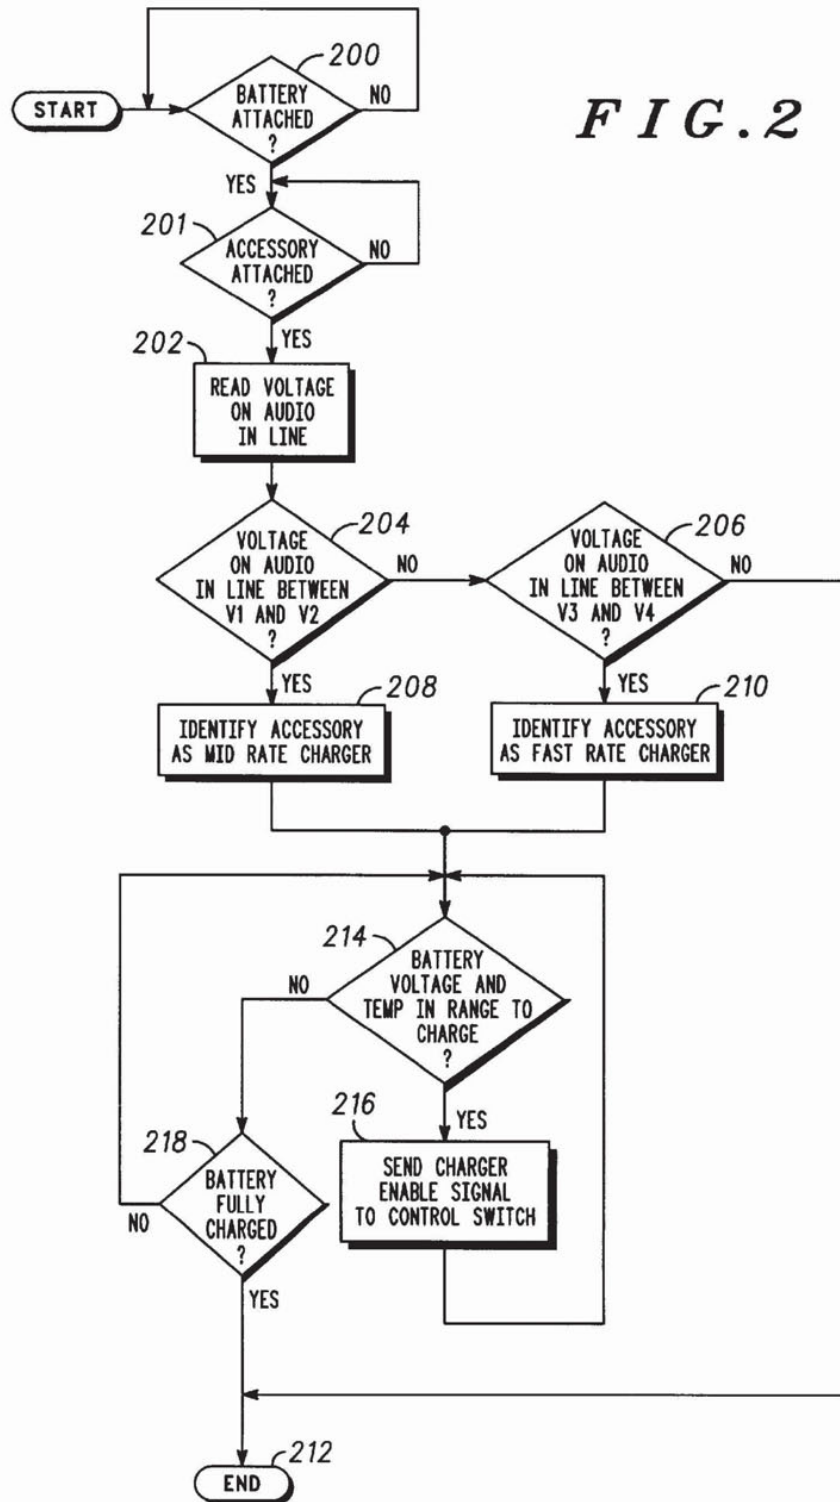 200
START
BATTERY
ATTACHED
?
NO
FIG.2
YES
201
ACCESSORY
ATTACHED
?
NO
YES
202
READ VOLTAGE
ON AUDIO
IN LINE
204
VOLTAGE
ON AUDIO
IN LINE BETWEEN
V1 AND V2
?
NO
206
VOLTAGE
ON AUDIO
IN LINE BETWEEN
V3 AND V4
?
NO
YES
208
IDENTIFY ACCESSORY
AS MID RATE CHARGER
YES
210
IDENTIFY ACCESSORY
AS FAST RATE CHARGER
214
BATTERY
VOLTAGE AND
TEMP IN RANGE TO
CHARGE
?
NO
YES
216
SEND CHARGER
ENABLE SIGNAL
TO CONTROL SWITCH
218
BATTERY
FULLY
CHARGED
?
NO
YES
212
END